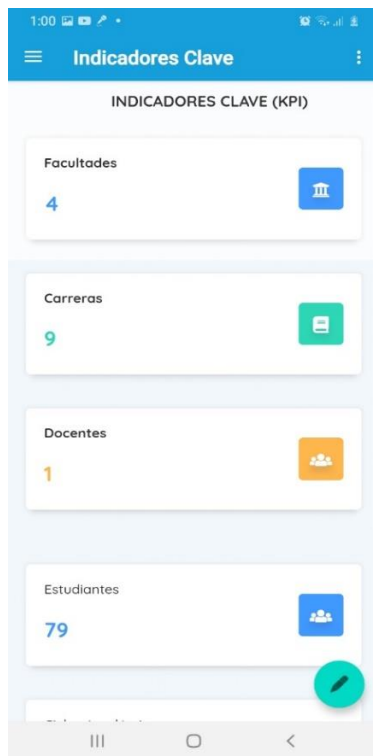 1:00
Indicadores Clave
INDICADORES CLAVE (KPI)
Facultades
4
Carreras
9
Docentes
1
Estudiantes
79